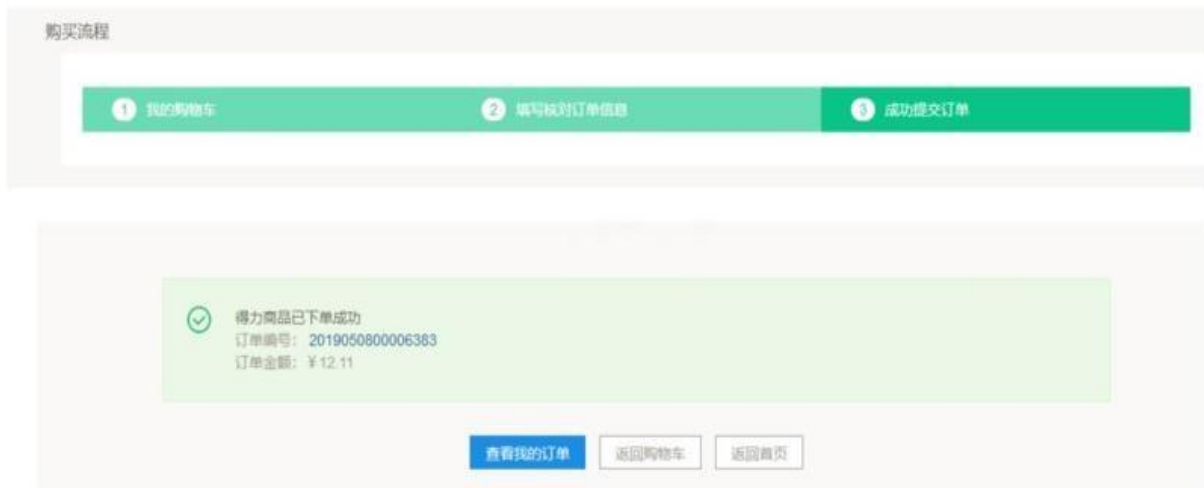 购买流程
1 我的购物车
2 填写核对订单信息
3 成功提交订单
得力商品已下单成功
订单编号： 2019050800006383
订单金额：￥12.11
查看我的订单
返回购物车
返回首页